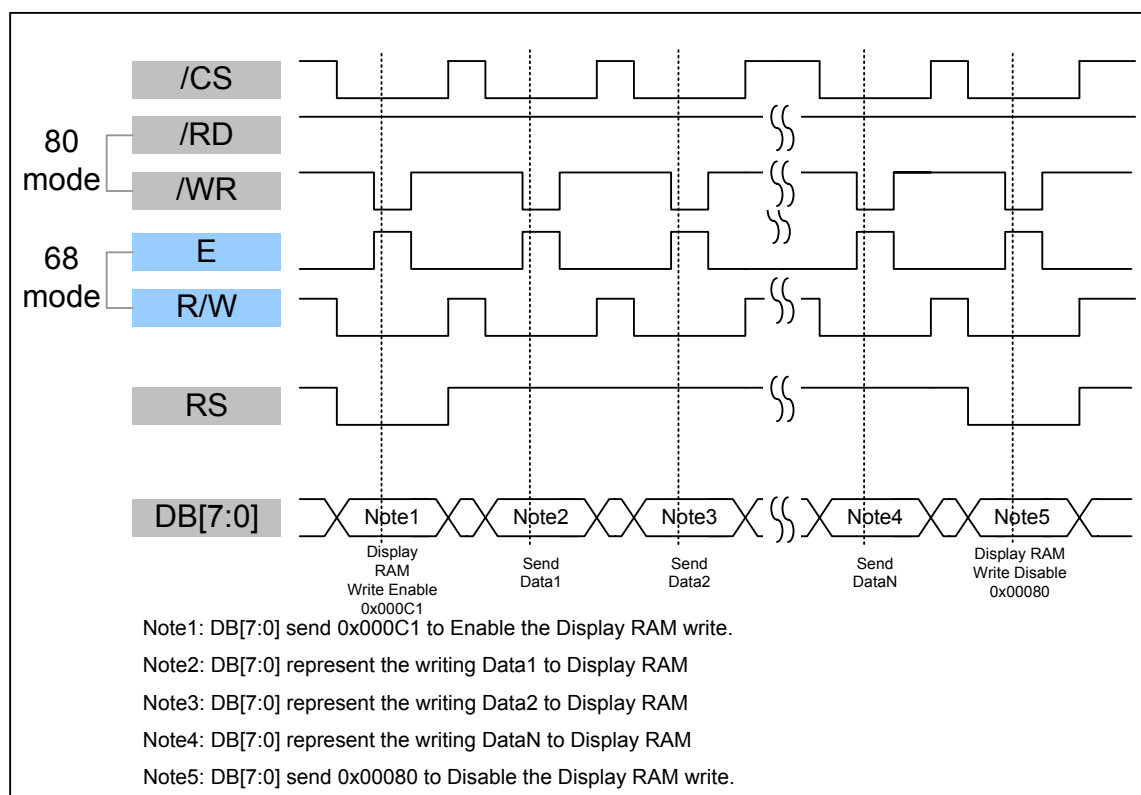 /CS
80
mode
/RD
/WR
68
mode
E
R/W
RS
DB[7:0]
Note1
Note2
Note3
Note4
Note5
Display
RAM
Write Enable
0x000C1
Send
Data1
Send
Data2
Send
DataN
Display RAM
Write Disable
0x00080
Note1: DB[7:0] send 0x000C1 to Enable the Display RAM write.
Note2: DB[7:0] represent the writing Data1 to Display RAM
Note3: DB[7:0] represent the writing Data2 to Display RAM
Note4: DB[7:0] represent the writing DataN to Display RAM
Note5: DB[7:0] send 0x00080 to Disable the Display RAM write.